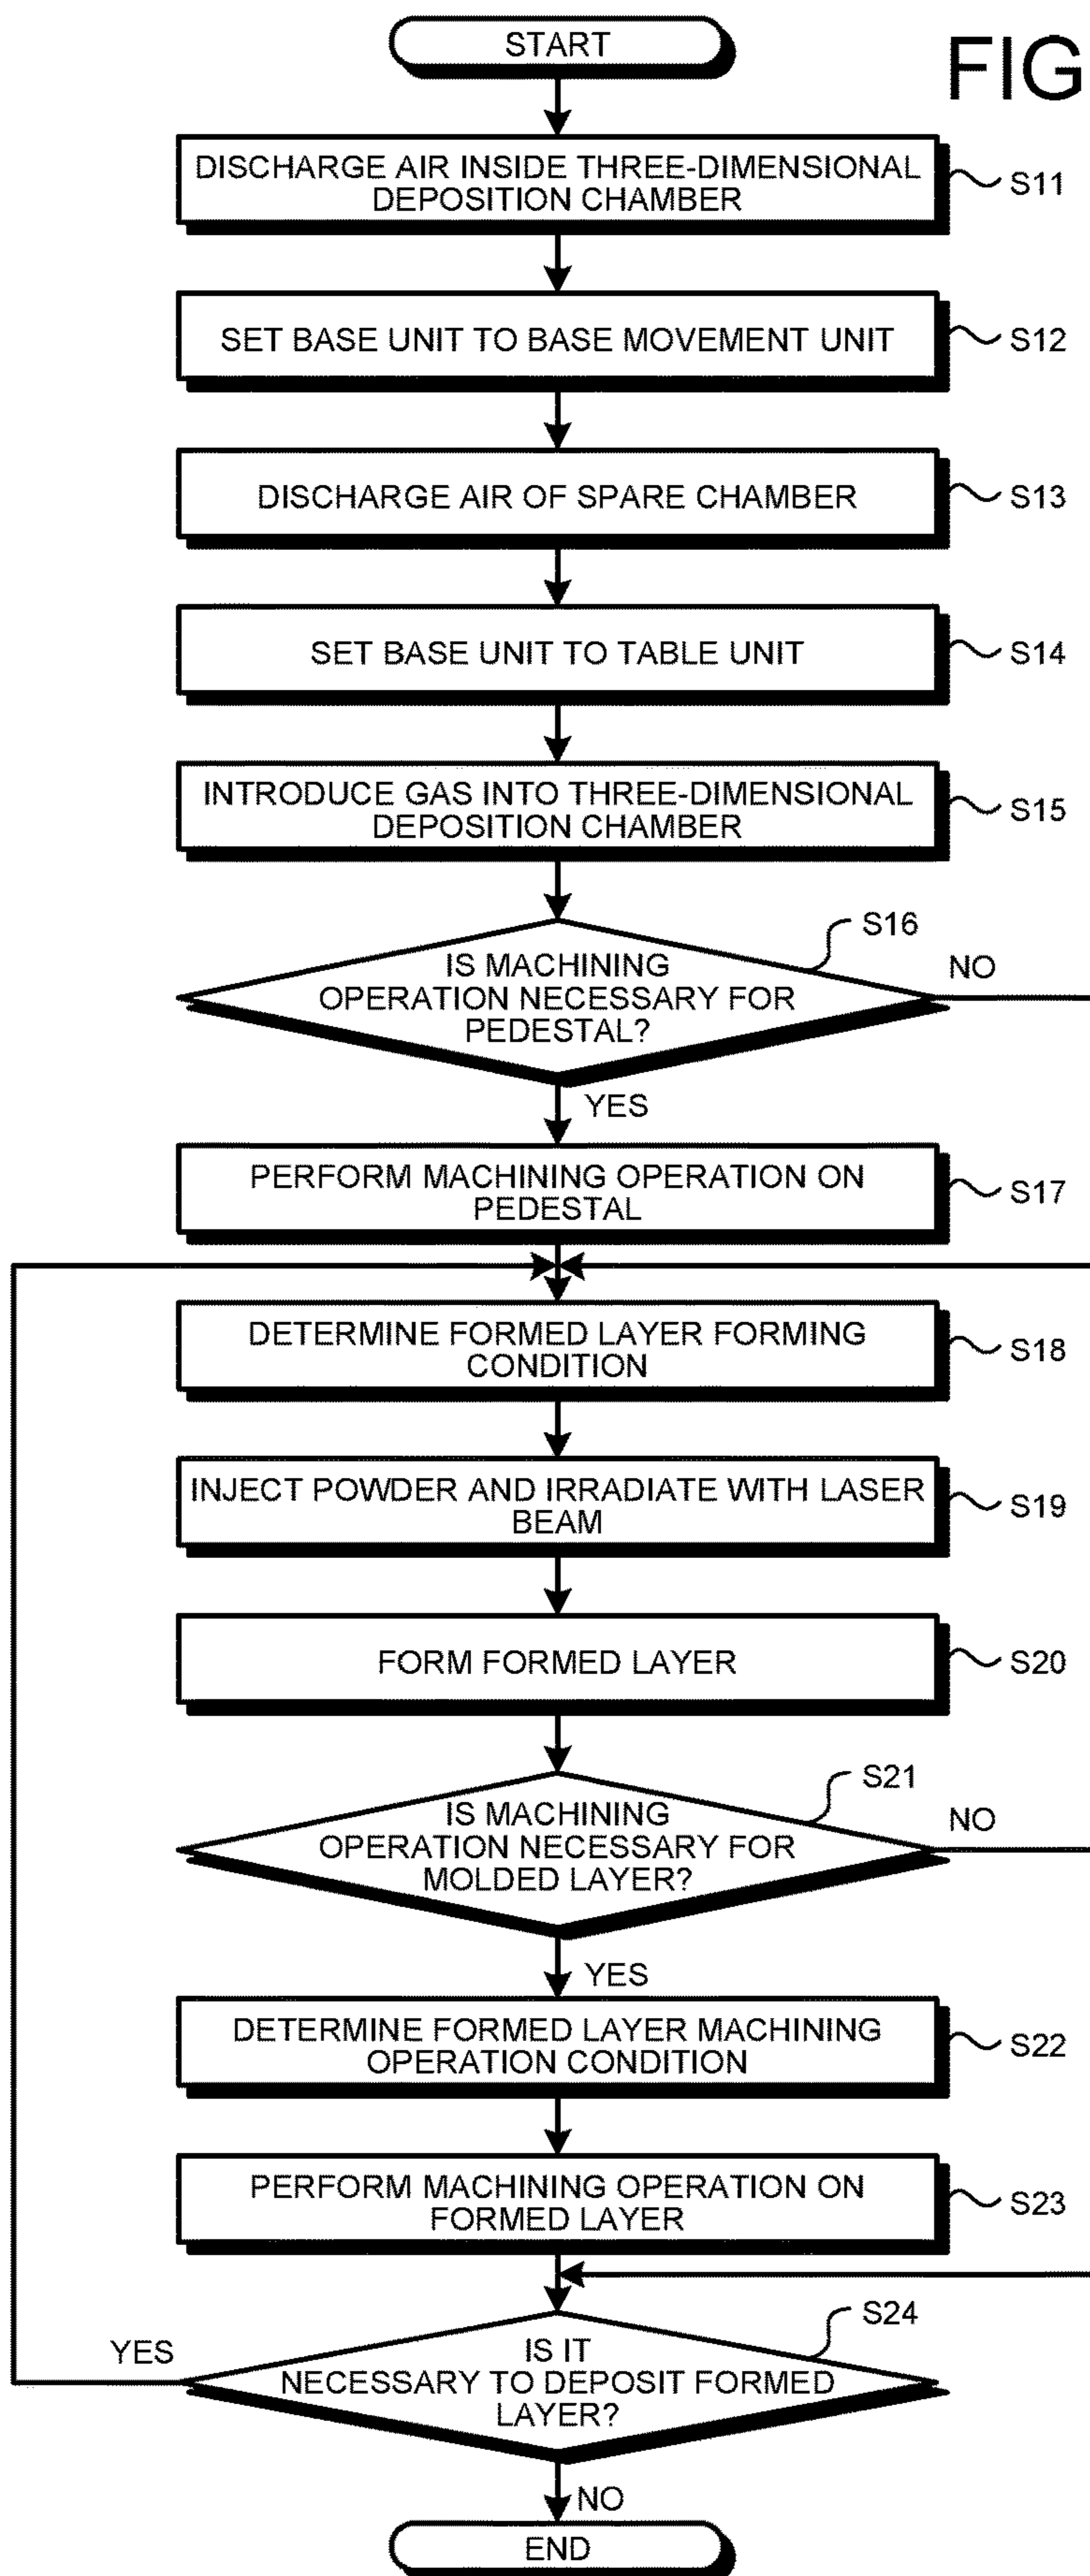 START
FIG
DISCHARGE AIR INSIDE THREE-DIMENSIONAL
DEPOSITION CHAMBER
S11
SET BASE UNIT TO BASE MOVEMENT UNIT
S12
DISCHARGE AIR OF SPARE CHAMBER
S13
SET BASE UNIT TO TABLE UNIT
S14
INTRODUCE GAS INTO THREE-DIMENSIONAL
DEPOSITION CHAMBER
S15
S16
IS MACHINING
OPERATION NECESSARY FOR
PEDESTAL?
NO
YES
PERFORM MACHINING OPERATION ON
PEDESTAL
S17
DETERMINE FORMED LAYER FORMING
CONDITION
S18
INJECT POWDER AND IRRADIATE WITH LASER
BEAM
S19
FORM FORMED LAYER
S20
S21
IS MACHINING
OPERATION NECESSARY FOR
MOLDED LAYER?
NO
YES
DETERMINE FORMED LAYER MACHINING
OPERATION CONDITION
S22
PERFORM MACHINING OPERATION ON
FORMED LAYER
S23
S24
YES
IS IT
NECESSARY TO DEPOSIT FORMED
LAYER?
NO
END